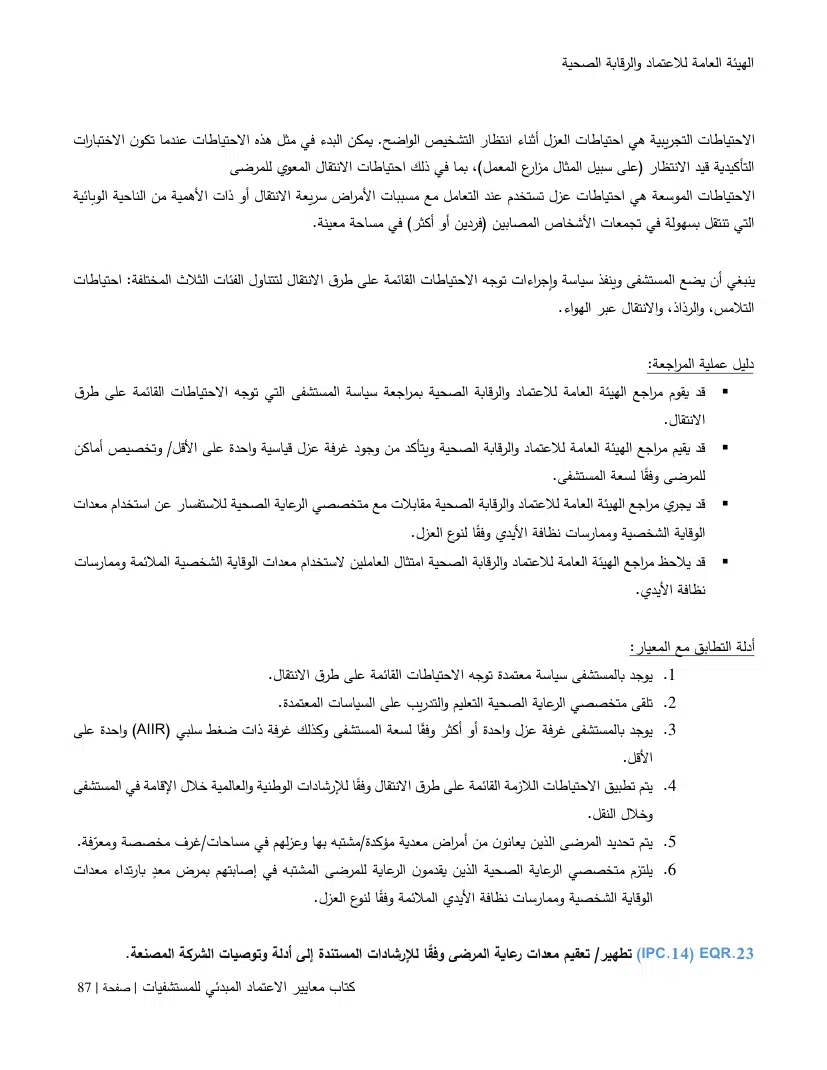 الهيئة العامة للاعتماد والرقابة الصحية
الاحتياطات التجريبية هي احتياطات العزل أثناء انتظار التشخيص الواضح. يمكن البدء في مثل هذه الاحتياطات عندما تكون الاختبارات
التأكيدية قيد الانتظار (على سبيل المثال مزارع المعمل)، بما في ذلك احتياطات الانتقال المعوي للمرضى
الاحتياطات الموسعة هي احتياطات عزل تستخدم عند التعامل مع مسببات الأمراض سريعة الانتقال أو ذات الأهمية من الناحية الوبائية
التي تنتقل بسهولة في تجمعات الأشخاص المصابين (فردين أو أكثر) في مساحة معينة.
ينبغي أن يضع المستشفى وينفذ سياسة وإجراءات توجه الاحتياطات القائمة على طرق الانتقال لتتناول الفئات الثلاث المختلفة: احتياطات
التلامس، والرذاذ، والانتقال عبر الهواء.
دليل عملية المراجعة:
▪ قد يقوم مراجع الهيئة العامة للاعتماد والرقابة الصحية بمراجعة سياسة المستشفى التي توجه الاحتياطات القائمة على طرق
الانتقال.
▪ قد يقيم مراجع الهيئة العامة للاعتماد والرقابة الصحية ويتأكد من وجود غرفة عزل قياسية واحدة على الأقل/ وتخصيص أماكن
للمرضى وفقًا لسعة المستشفى.
▪ قد يجري مراجع الهيئة العامة للاعتماد والرقابة الصحية مقابلات مع متخصصي الرعاية الصحية للاستفسار عن استخدام معدات
الوقاية الشخصية وممارسات نظافة الأيدي وفقًا لنوع العزل.
▪ قد يلاحظ مراجع الهيئة العامة للاعتماد والرقابة الصحية امتثال العاملين لاستخدام معدات الوقاية الشخصية الملائمة وممارسات
نظافة الأيدي.
أدلة التطابق مع المعيار:
1. يوجد بالمستشفى سياسة معتمدة توجه الاحتياطات القائمة على طرق الانتقال.
2. تلقى متخصصي الرعاية الصحية التعليم والتدريب على السياسات المعتمدة.
3. يوجد بالمستشفى غرفة عزل واحدة أو أكثر وفقًا لسعة المستشفى وكذلك غرفة ذات ضغط سلبي (AIIR) واحدة على
الأقل.
4. يتم تطبيق الاحتياطات اللازمة القائمة على طرق الانتقال وفقًا للإرشادات الوطنية والعالمية خلال الإقامة في المستشفى
وخلال النقل.
5. يتم تحديد المرضى الذين يعانون من أمراض معدية مؤكدة/مشتبه بها وعزلهم في مساحات/غرف مخصصة ومعرّفة.
6. يلتزم متخصصي الرعاية الصحية الذين يقدمون الرعاية للمرضى المشتبه في إصابتهم بمرض معدٍ بارتداء معدات
الوقاية الشخصية وممارسات نظافة الأيدي الملائمة وفقًا لنوع العزل.
EQR.23 (IPC.14) تطهير/ تعقيم معدات رعاية المرضى وفقًا للإرشادات المستندة إلى أدلة وتوصيات الشركة المصنعة.
كتاب معايير الاعتماد المبدئي للمستشفيات | صفحة | 87